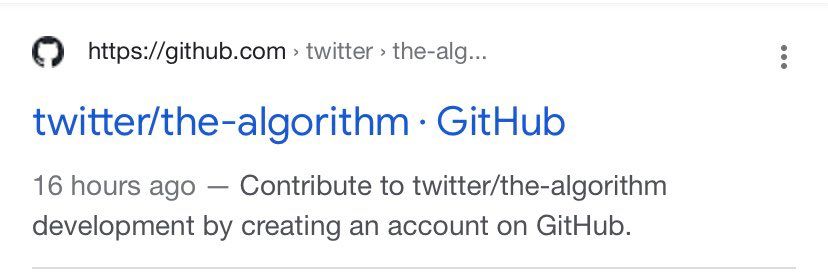 https://github.com › twitter › the-alg...
twitter/the-algorithm · GitHub
16 hours ago — Contribute to twitter/the-algorithm
development by creating an account on GitHub.